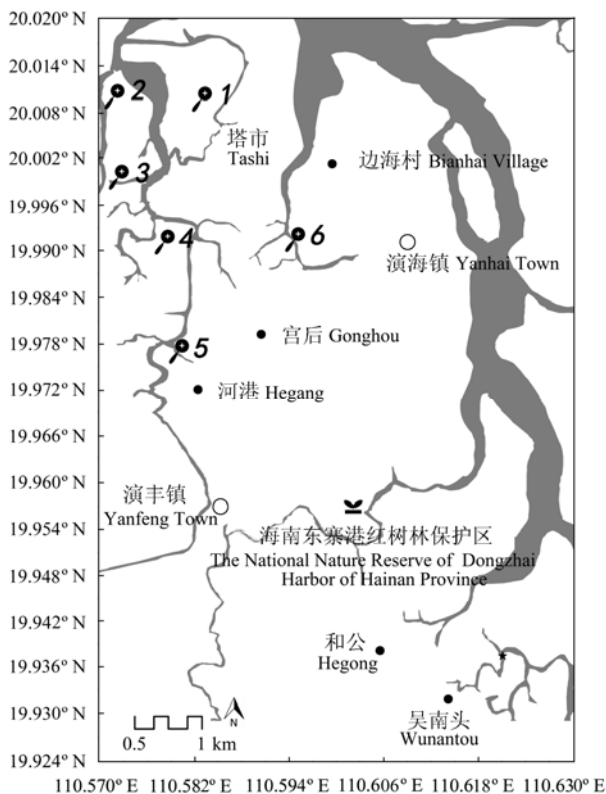 20.020° N
20.014° N
20.008° N
20.002° N
19.996° N
19.990° N
19.984° N
19.978° N
19.972° N
19.966° N
19.960° N
19.954° N
19.948° N
19.942° N
19.936° N
19.930° N
19.924° N
2
1
塔市
Tashi
3
边海村 Bianhai Village
4
6
演海镇 Yanhai Town
5
宫后 Gonghou
河港 Hegang
演丰镇
Yanfeng Town
海南东寨港红树林保护区
The National Nature Reserve of Dongzhai
Harbor of Hainan Province
和公
Hegong
吴南头
Wunantou
N
0.5 1 km
110.570° E 110.582° E 110.594° E 110.606° E 110.618° E 110.630° E